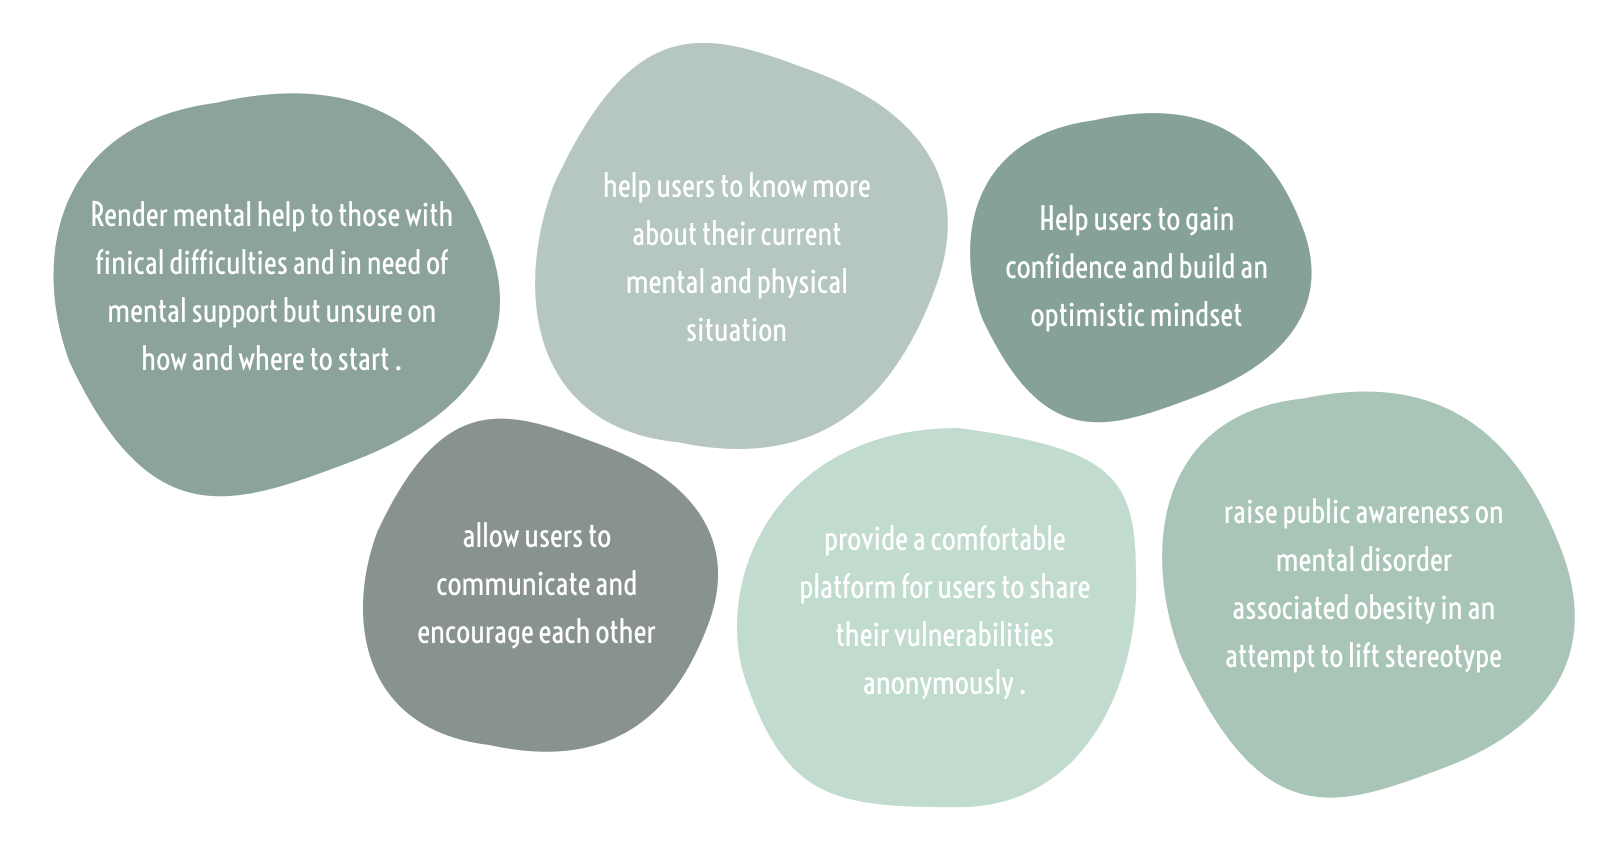 Render mental help to those with
finical difficulties and in need of
mental support but unsure on
how and where to start .
help users to know more
about their current
mental and physical
situation
Help users to gain
confidence and build an
optimistic mindset
allow users to
communicate and
encourage each other
provide a comfortable
platform for users to share
their vulnerabilities
anonymously .
raise public awareness on
mental disorder
associated obesity in an
attempt to lift stereotype